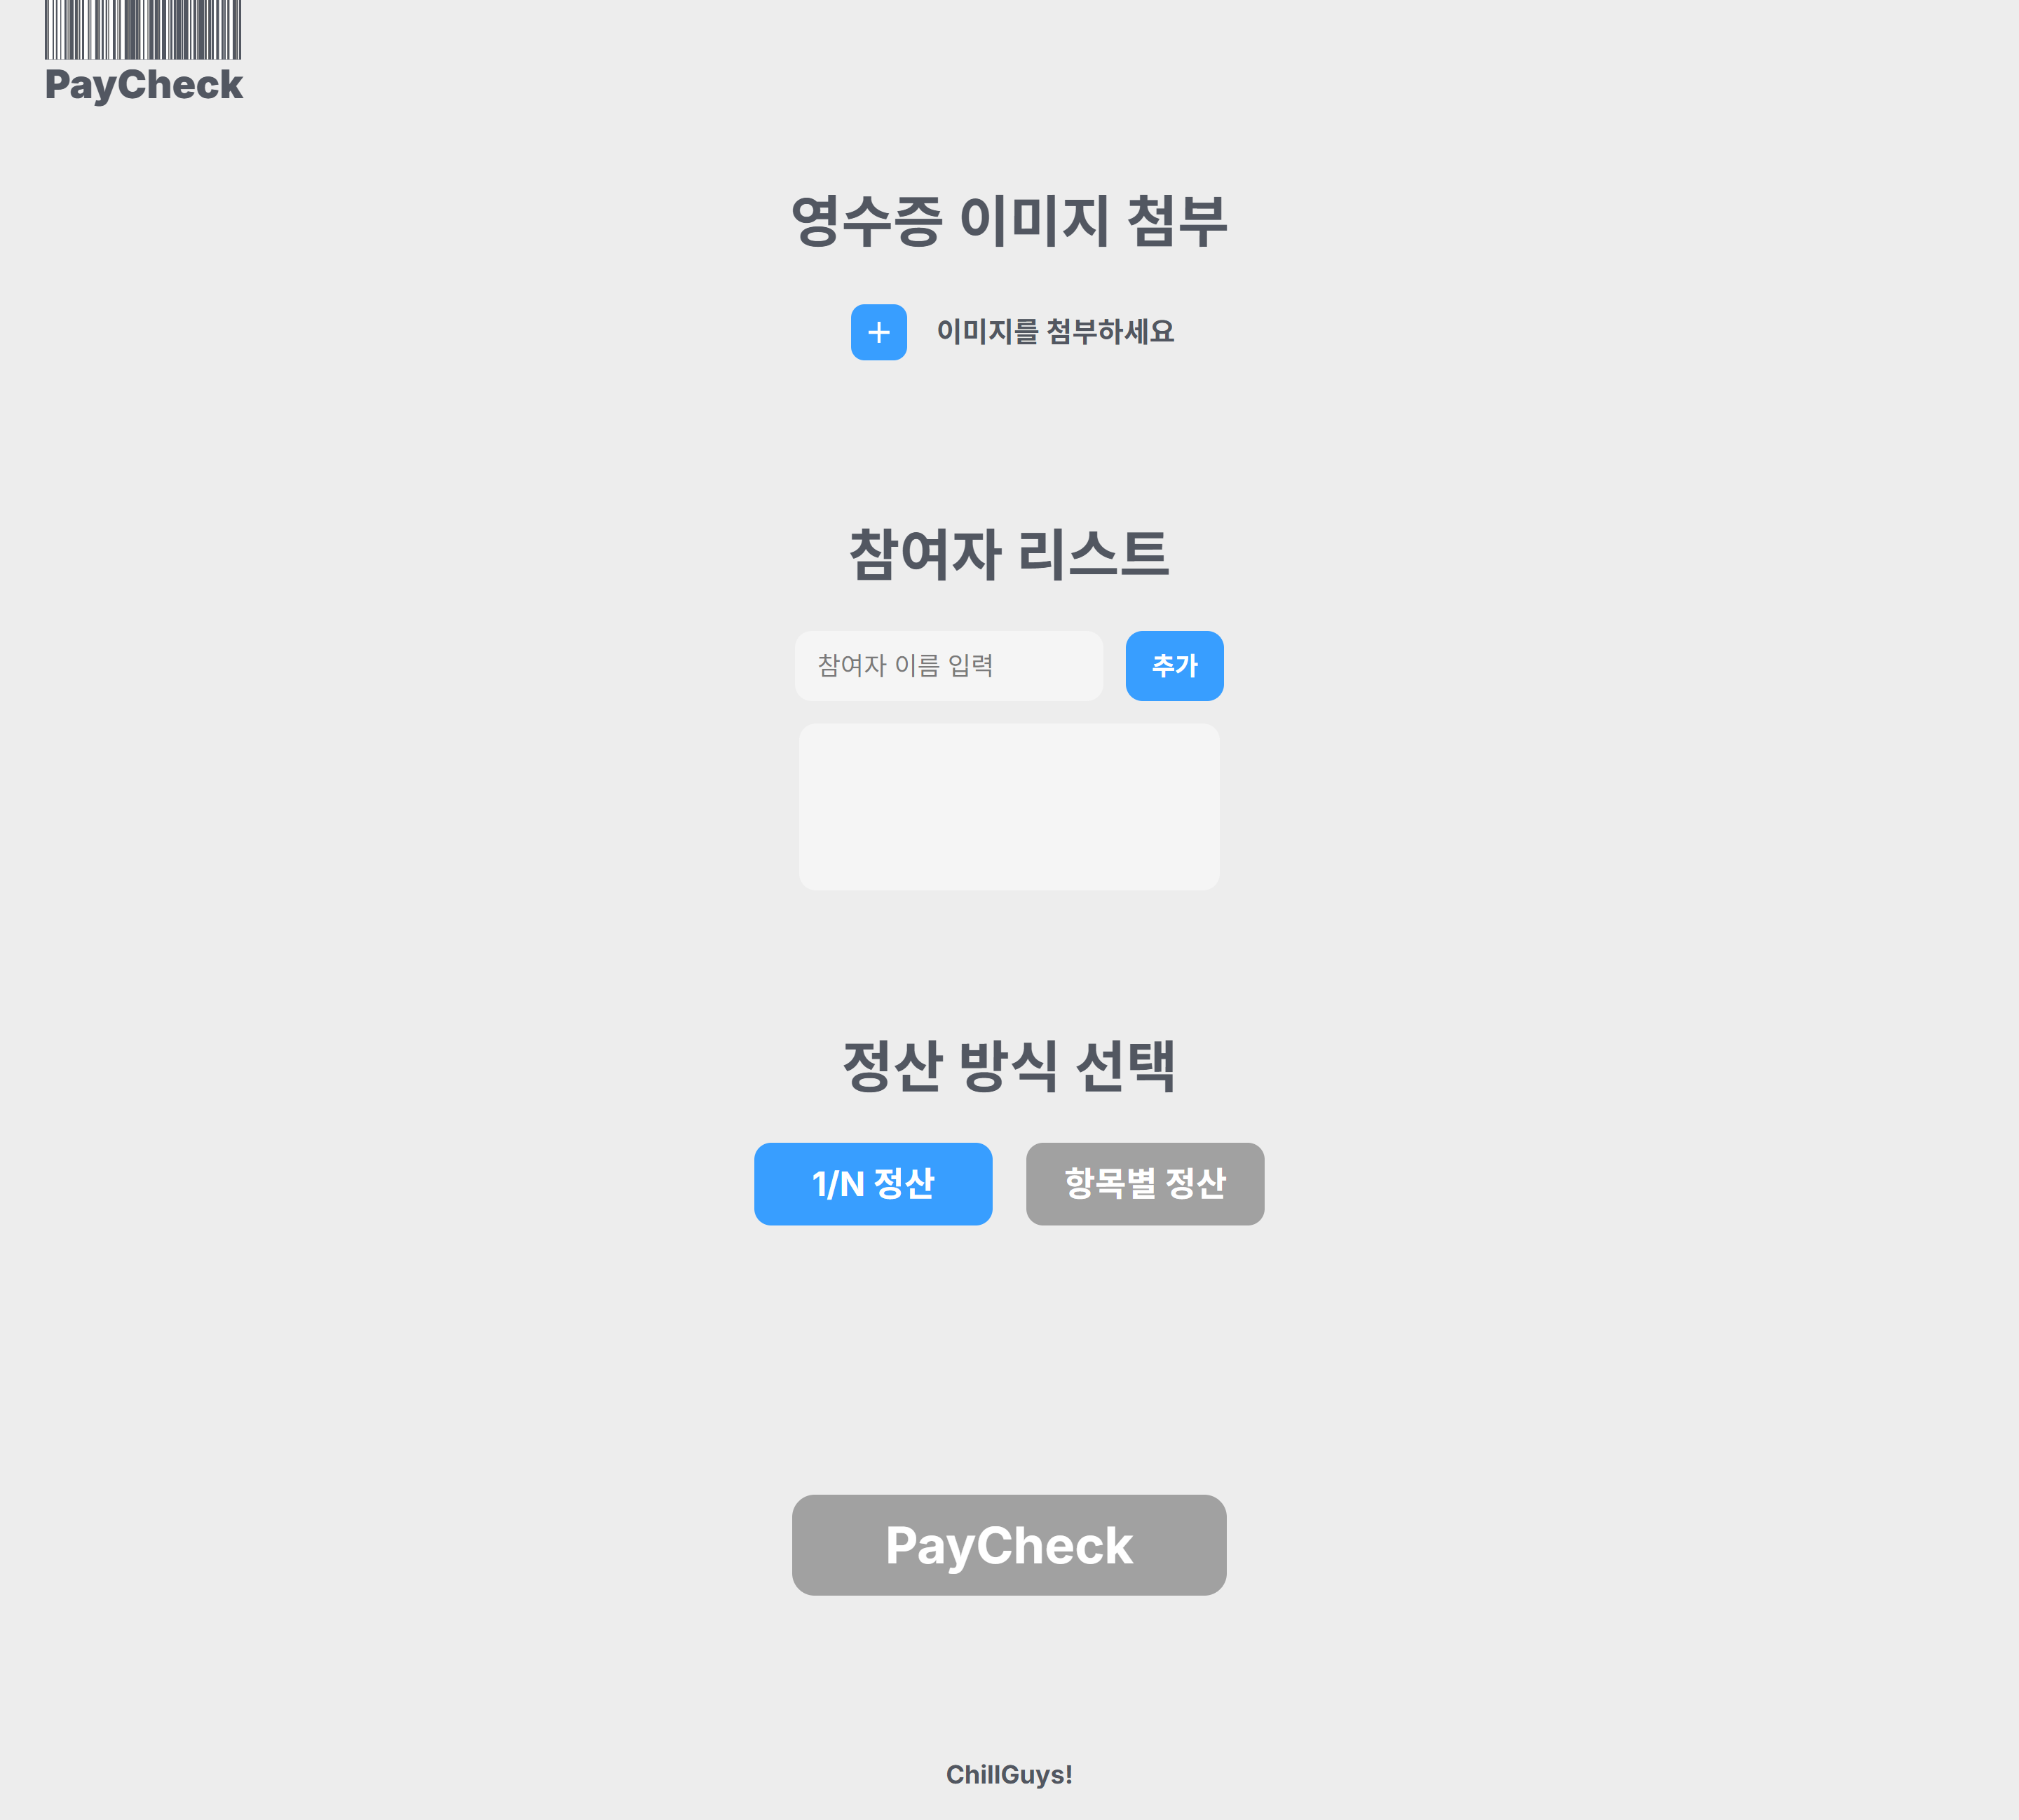 PayCheck
영수증 이미지 첨부
이미지를 첨부하세요
참여자 리스트
참여자 이름 입력
추가
정산 방식 선택
1/N 정산
항목별 정산
PayCheck
ChillGuys!